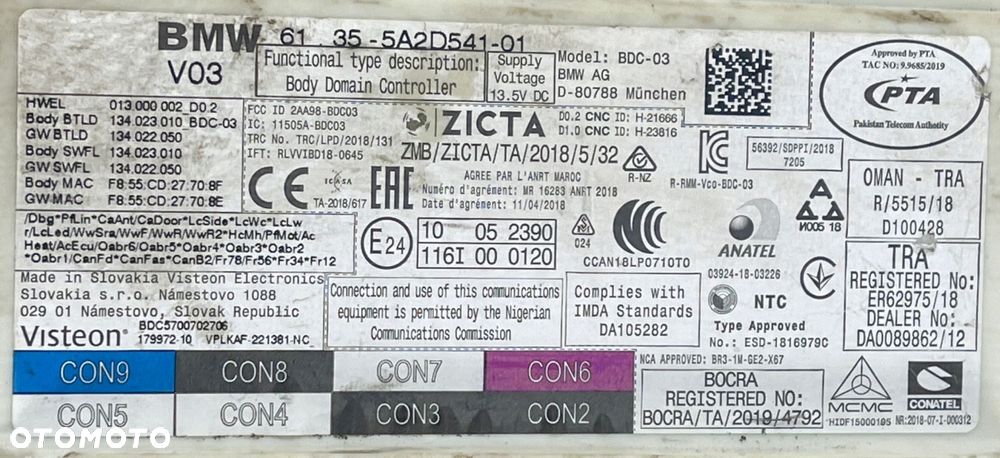 BMW 61 35 -5A2D541-01
V03
Functional type description:
Body Domain Controller
Supply
Voltage
13.5V DC
Model: BDC-03
BMW AG
D-80788 München
Approved by PTA
TAC NO: 9.9685/2019
PTA
Pakistan Telecom Authotity
HWEL 013 000 002_D0.2
Body BTLD 134.023 010_BDC-03
GW BTLD 134 022.050
Body SWFL 134.023.010
GW SWFL 134.022.050
Body MAC F8:55:CD:27:70:8F
GW MAC F8:55:CD:27:70:8E
FCC ID 2AA98-BDC03
IC: 11505A-BDC03
TRC No. TRC/LPD/2018/131
IFT: RLVVIBD18-0645
ZICTA
ZMB/ZICTA/TA/2018/5/32
D0.2 CNC ID: H-21666
D1.0 CNC ID: H-23816
R-NZ
R-RMM-Vco-BDC-03
56392/SDPPI/2018
7205
CE
ICASA
TA-2018/617
EAC
AGREE PAR L'ANRT MAROC
Numéro d'agrément: MR 16283 ANRT 2018
Date d'agrément: 11/04/2018
OMAN - TRA
R/5515/18
D100428
/Dbg*PfLin*CaAnt/CaDoor*LcSide*LcWc*LcLw
r/LcLed/WwSra/WwF/WwR/WwR2*HcMh/PfMot/Ac
Heat/AcEcu/Oabr6/Oabr5*Oabr4*Oabr3*Oabr2
*Oabr1/CanFd*CanFas*CanB2/Fr78/Fr56*Fr34*Fr12
E24
10 05 2390
116I 00 0120
024
CCAN18LP0710T0
ANATEL
03924-18-03226
И005 18
TRA
REGISTERED No:
ER62975/18
DEALER No:
DA0089862/12
Made in Slovakia Visteon Electronics
Slovakia s.r.o. Námestovo 1088
029 01 Námestovo, Slovak Republic
Visteon
BDC5700702706
179972-10 VPLKAF-221381-NC_
Connection and use of this communications
equipment is permitted by the Nigerian
Communications Commission
Complies with
IMDA Standards
DA105282
NTC
Type Approved
No.: ESD-1816979C
NCA APPROVED: BR3-1M-GE2-X67
CON9 CON8 CON7 CON6
CON5 CON4 CON3 CON2
BOCRA
REGISTERED No:
BOCRA/TA/2019/4792
MCMC
HIDF15000195
CONATEL
NR:2018-07-I-000312
OTOMOTO